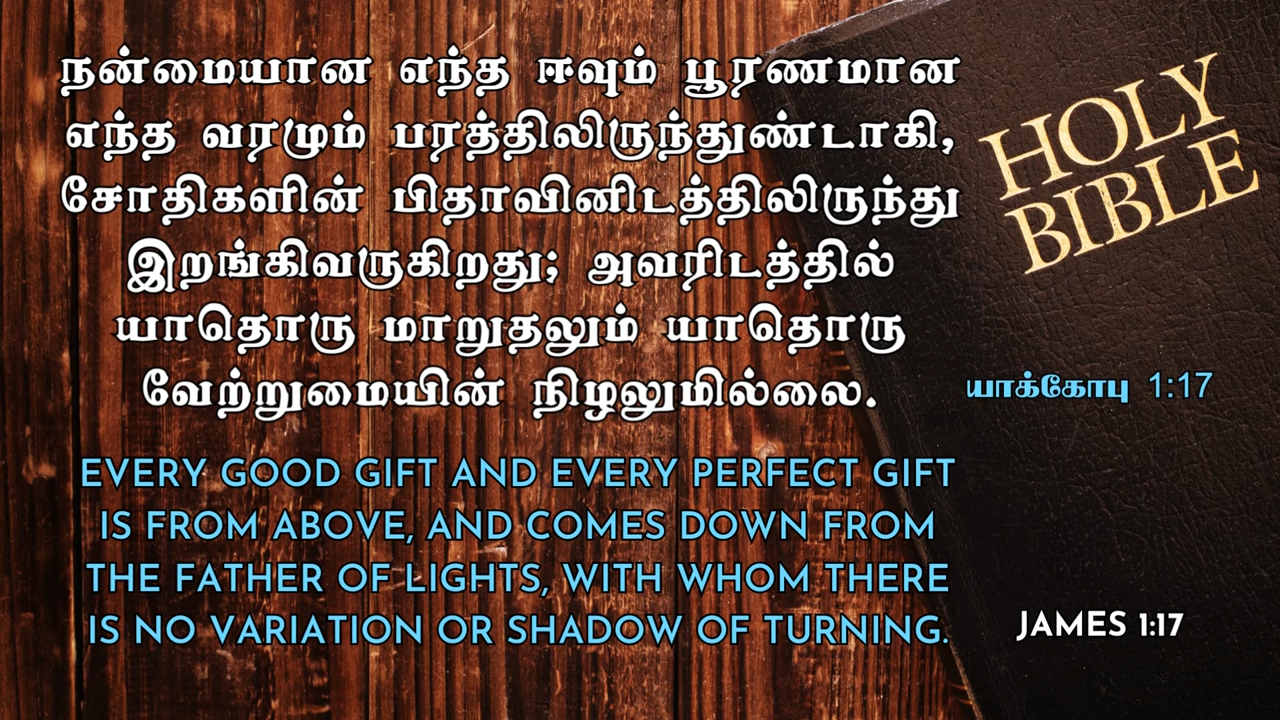 நன்மையான எந்த ஈவும் பூரணமான
எந்த வரமும் பரத்திலிருந்துண்டாகி,
சோதிகளின் பிதாவினிடத்திலிருந்து
இறங்கிவருகிறது; அவரிடத்தில்
யாதொரு மாறுதலும் யாதொரு
வேற்றுமையின் நிழலுமில்லை.
யாக்கோபு 1:17
EVERY GOOD GIFT AND EVERY PERFECT GIFT
IS FROM ABOVE, AND COMES DOWN FROM
THE FATHER OF LIGHTS, WITH WHOM THERE
IS NO VARIATION OR SHADOW OF TURNING.
JAMES 1:17
HOLY
BIBLE